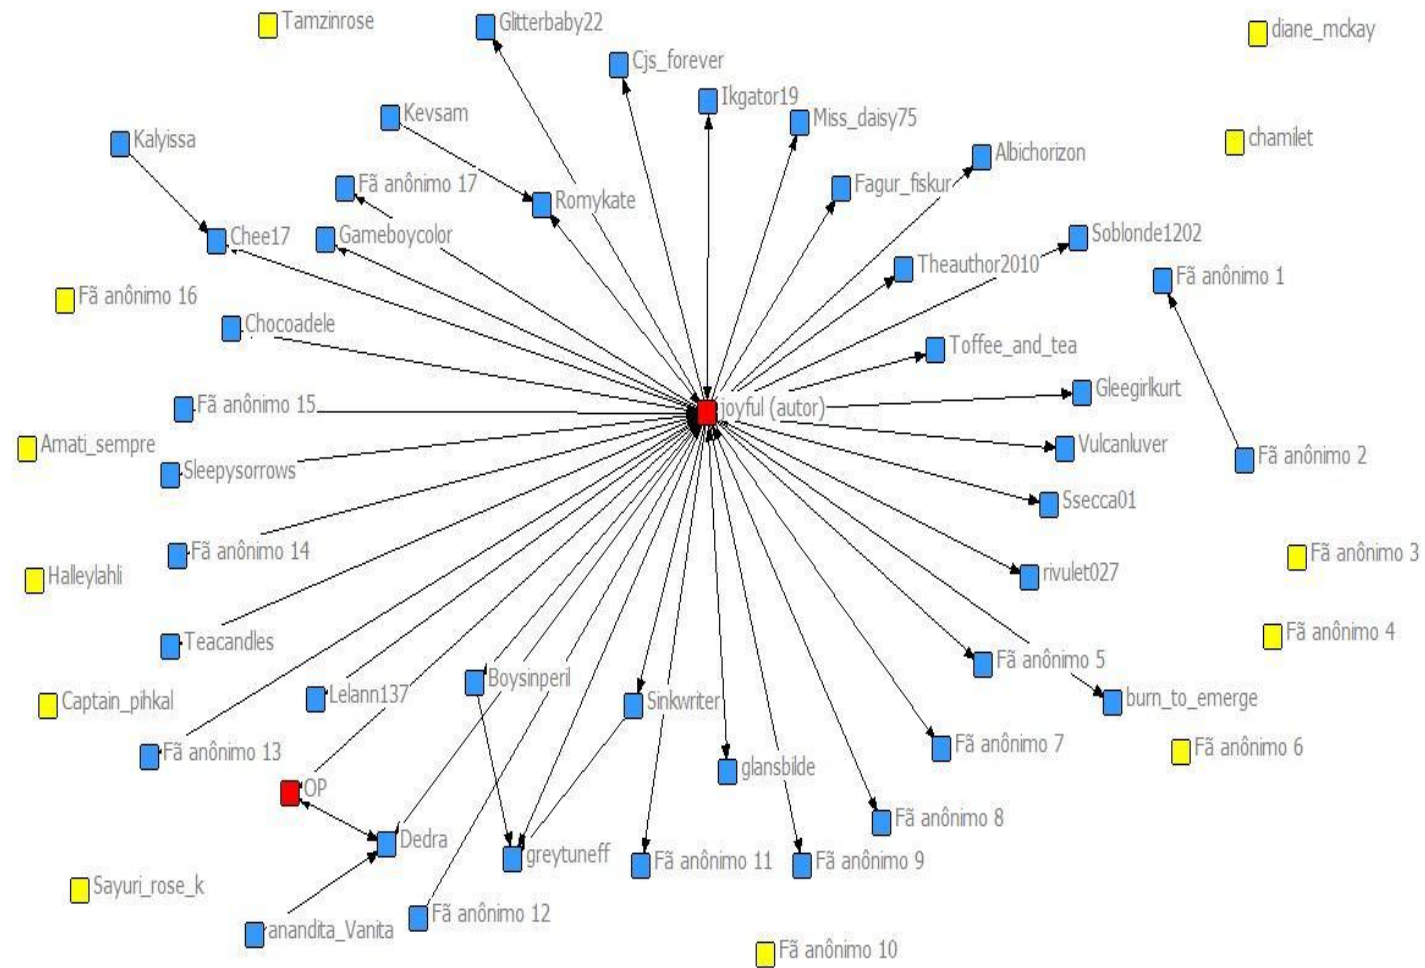 Tamzinrose
Glitterbaby22
diane_mckay
Cjs_forever
Ikgator19
Kevsam
Miss_daisy75
Kalyissa
chamilet
Albichorizon
Fã anônimo 17
Fagur_fiskur
Romykate
Chee17
Gameboycolor
Soblonde1202
Theauthor2010
Fã anônimo 1
Fã anônimo 16
Chocoadele
Toffee_and_tea
Gleegirlkurt
Fã anônimo 15
joyful (autor)
Amati_sempre
Vulcanluver
Fã anônimo 2
Sleepysorrows
Ssecca01
Fã anônimo 14
Fã anônimo 3
Halleylahli
rivulet027
Fã anônimo 4
Teacandles
Fã anônimo 5
Boysinperil
Captain_pihkal
Lelann137
Sinkwriter
burn_to_emerge
Fã anônimo 13
Fã anônimo 7
Fã anônimo 6
glansbilde
OP
Fã anônimo 8
Dedra
greytuneff
Fã anônimo 11
Fã anônimo 9
Sayuri_rose_k
Fã anônimo 12
anandita_Vanita
Fã anônimo 10